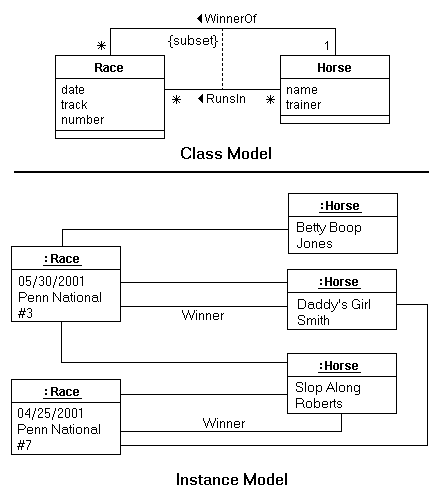 ◀WinnerOf
* {subset} 1
Race
date
track
number
Horse
name
trainer
* ◀RunsIn *
Class Model
:Horse
Betty Boop
Jones
:Race
05/30/2001
Penn National
#3
Winner
:Horse
Daddy's Girl
Smith
:Horse
Slop Along
Roberts
:Race
04/25/2001
Penn National
#7
Winner
Instance Model